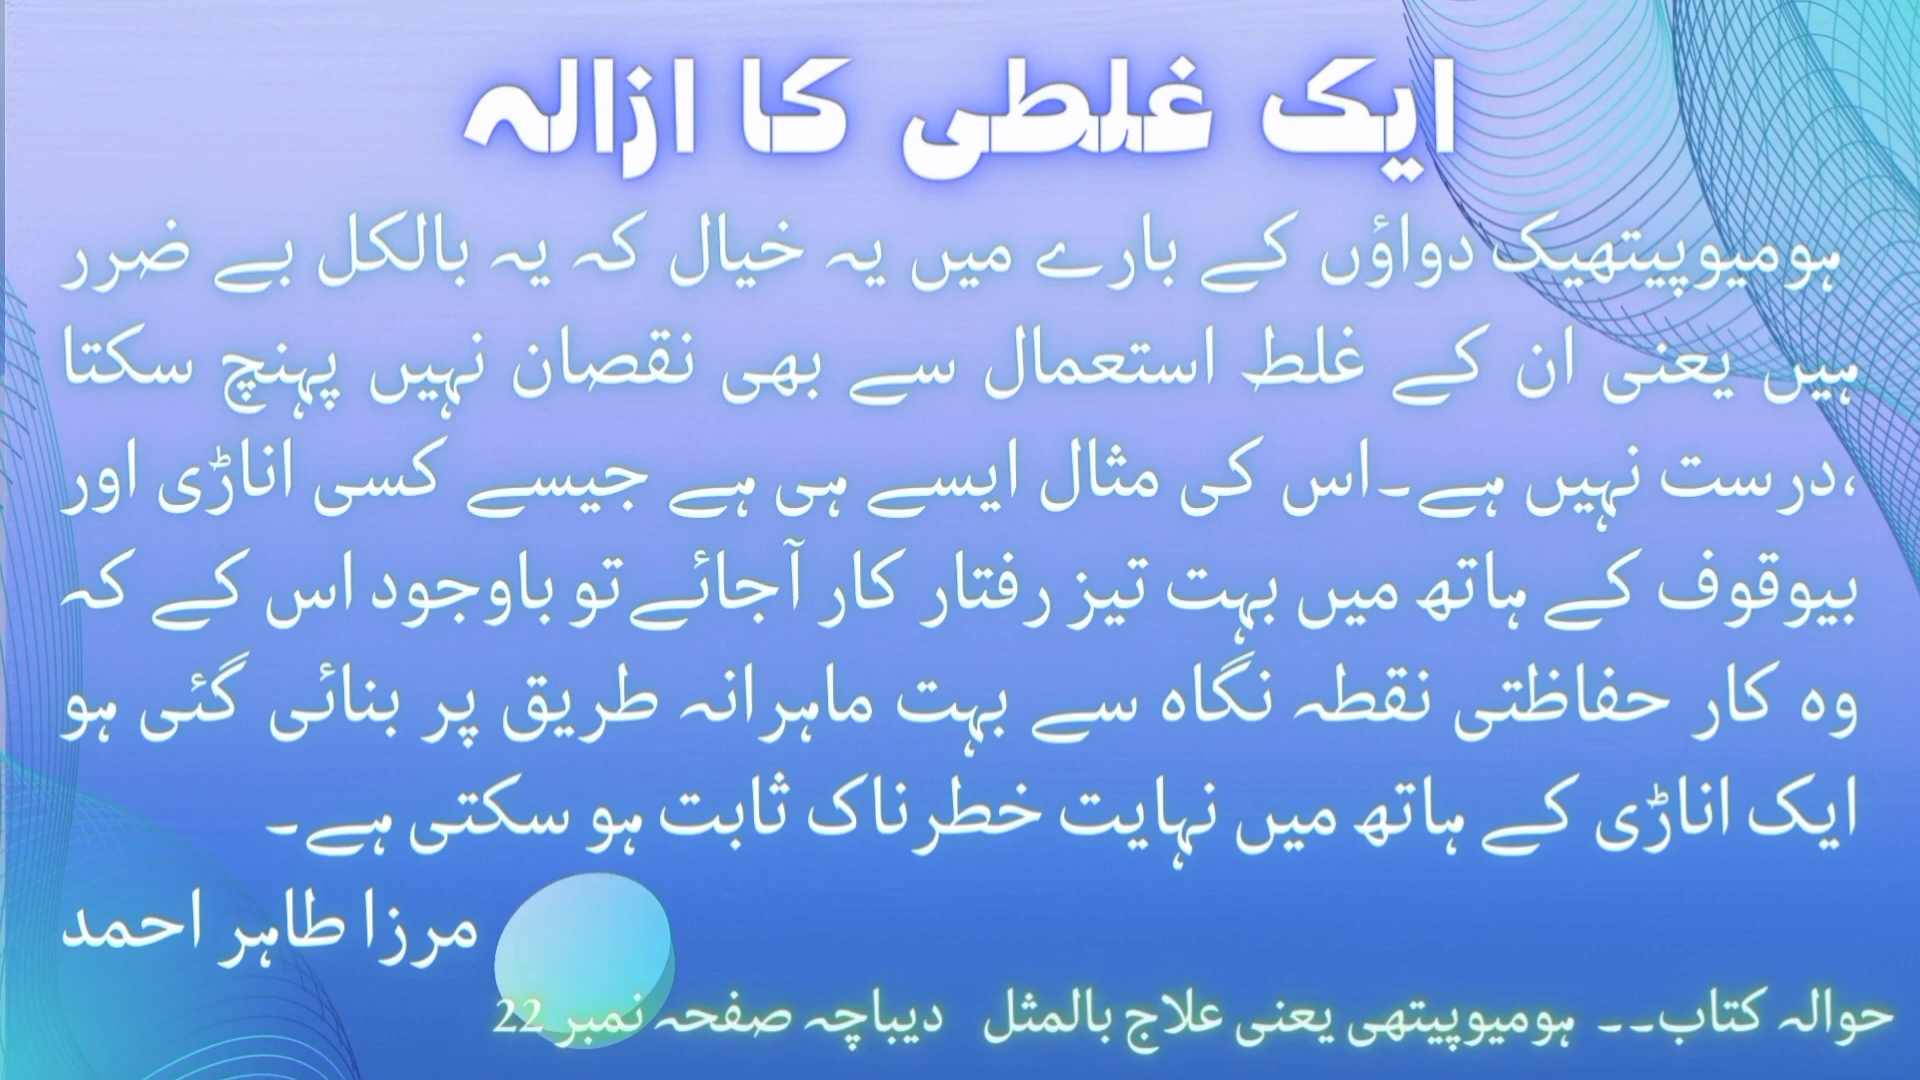 ایک غلطی کا ازالہ
ہومیوپیتھیک دواؤں کے بارے میں یہ خیال کہ یہ بالکل بے ضرر
ہیں یعنی ان کے غلط استعمال سے بھی نقصان نہیں پہنچ سکتا
،درست نہیں ہے۔اس کی مثال ایسے ہی ہے جیسے کسی اناڑی اور
بیوقوف کے ہاتھ میں بہت تیز رفتار کار آجائے تو باوجود اس کے کہ
وہ کار حفاظتی نقطہ نگاہ سے بہت ماہرانہ طریق پر بنائی گئی ہو
ایک اناڑی کے ہاتھ میں نہایت خطرناک ثابت ہو سکتی ہے۔
مرزا طاہر احمد
حوالہ کتاب۔۔ ہومیوپیتھی یعنی علاج بالمثل دیباچہ صفحہ نمبر 22